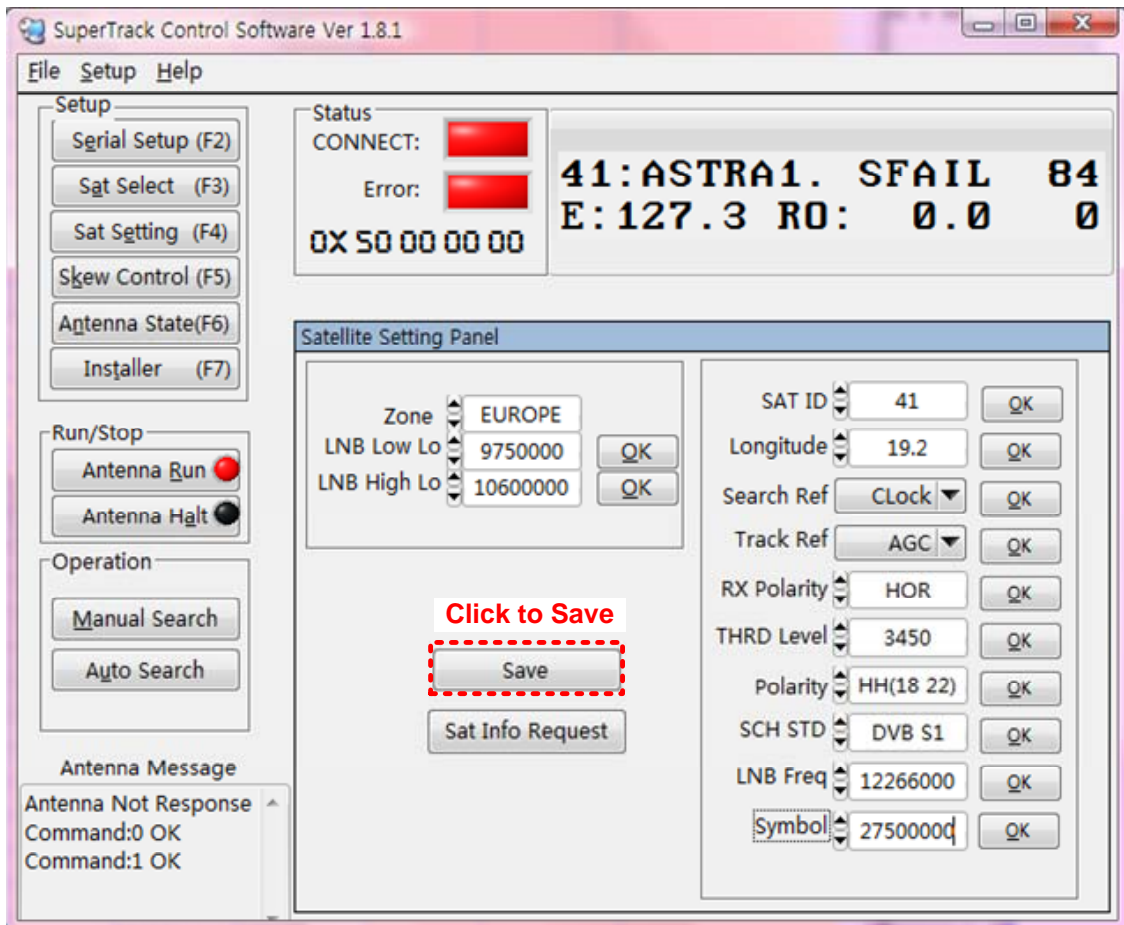 SuperTrack Control Software Ver 1.8.1
File Setup Help
Setup
Serial Setup (F2)
Sat Select (F3)
Sat Setting (F4)
Skew Control (F5)
Antenna State(F6)
Installer (F7)
Run/Stop
Antenna Run
Antenna Halt
Operation
Manual Search
Auto Search
Antenna Message
Antenna Not Response
Command:0 OK
Command:1 OK
Status
CONNECT:
Error:
0X 50 00 00 00
41:ASTRA1. SFAIL 84
E:127.3 RO: 0.0 0
Satellite Setting Panel
Zone EUROPE
LNB Low Lo 9750000 OK
LNB High Lo 10600000 OK
Click to Save
Save
Sat Info Request
SAT ID 41 OK
Longitude 19.2 OK
Search Ref CLock OK
Track Ref AGC OK
RX Polarity HOR OK
THRD Level 3450 OK
Polarity HH(18 22) OK
SCH STD DVB S1 OK
LNB Freq 12266000 OK
Symbol 27500000 OK